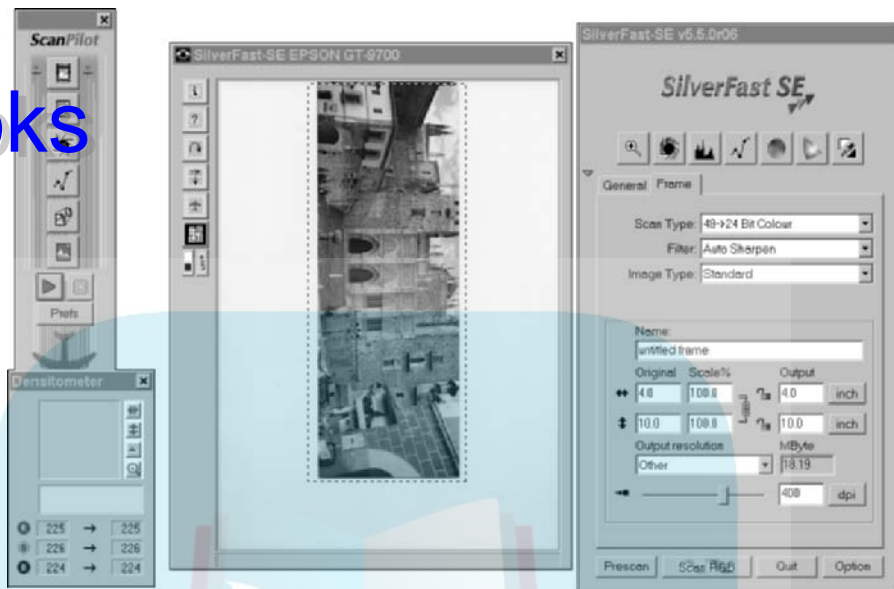 ScanPilot
oks
Prefs
Densitometer
225 → 225
226 → 226
224 → 224
SilverFast-SE EPSON GT-9700
SilverFast-SE v5.5.0r06
SilverFast SE
General Frame
Scan Type: 48->24 Bit Colour
Filter: Auto Sharpen
Image Type: Standard
Name:
untitled frame
Original Scale% Output
4.0 100.0 4.0 inch
10.0 100.0 10.0 inch
Output resolution MByte
Other 18.19
400 dpi
Prescan Scan RGB Quit Option